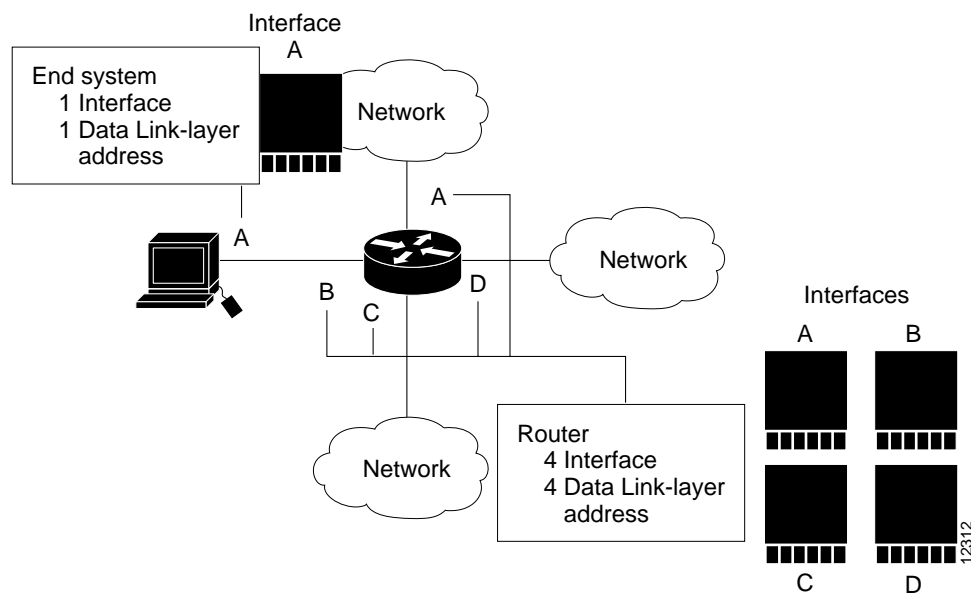 Interface
A
End system
1 Interface
1 Data Link-layer
address
Network
A
A
Network
B
C
D
Interfaces
A
B
Network
Router
4 Interface
4 Data Link-layer
address
C
D
12312